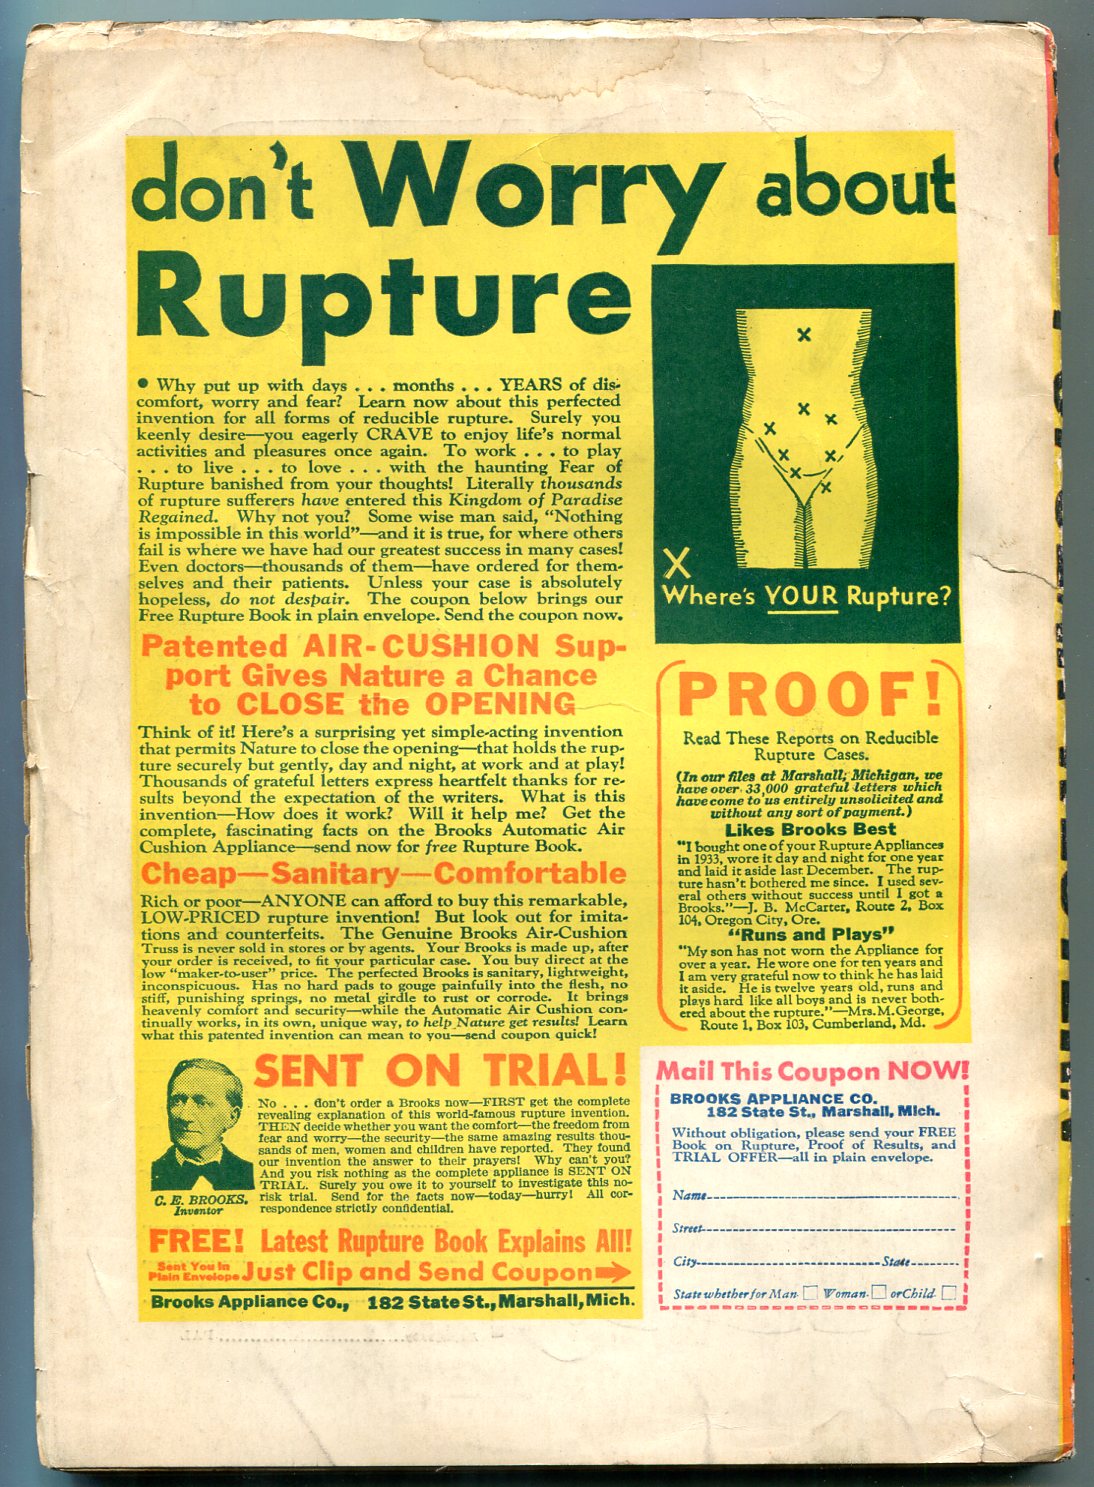 don't Worry about
Rupture
• Why put up with days . . . months . . . YEARS of dis-
comfort, worry and fear? Learn now about this perfected
invention for all forms of reducible rupture. Surely you
keenly desire—you eagerly CRAVE to enjoy life's normal
activities and pleasures once again. To work . . . to play
. . . to live . . . to love . . . with the haunting Fear of
Rupture banished from your thoughts! Literally thousands
of rupture sufferers have entered this Kingdom of Paradise
Regained. Why not you? Some wise man said, "Nothing
is impossible in this world"—and it is true, for where others
fail is where we have had our greatest success in many cases!
Even doctors—thousands of them—have ordered for them-
selves and their patients. Unless your case is absolutely
hopeless, do not despair. The coupon below brings our
Free Rupture Book in plain envelope. Send the coupon now.
X
Where's YOUR Rupture?
Patented AIR-CUSHION Sup-
port Gives Nature a Chance
to CLOSE the OPENING
Think of it! Here's a surprising yet simple-acting invention
that permits Nature to close the opening—that holds the rup-
ture securely but gently, day and night, at work and at play!
Thousands of grateful letters express heartfelt thanks for re-
sults beyond the expectation of the writers. What is this
invention—How does it work? Will it help me? Get the
complete, fascinating facts on the Brooks Automatic Air
Cushion Appliance—send now for free Rupture Book.
Cheap—Sanitary—Comfortable
Rich or poor—ANYONE can afford to buy this remarkable,
LOW-PRICED rupture invention! But look out for imita-
tions and counterfeits. The Genuine Brooks Air-Cushion
Truss is never sold in stores or by agents. Your Brooks is made up, after
your order is received, to fit your particular case. You buy direct at the
low "maker-to-user" price. The perfected Brooks is sanitary, lightweight,
inconspicuous. Has no hard pads to gouge painfully into the flesh, no
stiff, punishing springs, no metal girdle to rust or corrode. It brings
heavenly comfort and security—while the Automatic Air Cushion con-
tinually works, in its own, unique way, to help Nature get results! Learn
what this patented invention can mean to you—send coupon quick!
PROOF!
Read These Reports on Reducible
Rupture Cases.
(In our files at Marshall, Michigan, we
have over 33,000 grateful letters which
have come to us entirely unsolicited and
without any sort of payment.)
Likes Brooks Best
"I bought one of your Rupture Appliances
in 1933, wore it day and night for one year
and laid it aside last December. The rup-
ture hasn't bothered me since. I used sev-
eral others without success until I got a
Brooks."—J. B. McCarter, Route 2, Box
104, Oregon City, Ore.
"Runs and Plays"
"My son has not worn the Appliance for
over a year. He wore one for ten years and
I am very grateful now to think he has laid
it aside. He is twelve years old, runs and
plays hard like all boys and is never both-
ered about the rupture."—Mrs. M. George,
Route 1, Box 103, Cumberland, Md.
SENT ON TRIAL!
No . . . don't order a Brooks now—FIRST get the complete
revealing explanation of this world-famous rupture invention.
THEN decide whether you want the comfort—the freedom from
fear and worry—the security—the same amazing results thou-
sands of men, women and children have reported. They found
our invention the answer to their prayers! Why can't you?
And you risk nothing as the complete appliance is SENT ON
TRIAL. Surely you owe it to yourself to investigate this no-
risk trial. Send for the facts now—today—hurry! All cor-
respondence strictly confidential.
C. E. BROOKS,
Inventor
FREE! Latest Rupture Book Explains All!
Sent You In
Plain Envelope
Just Clip and Send Coupon
Brooks Appliance Co., 182 State St., Marshall, Mich.
Mail This Coupon NOW!
BROOKS APPLIANCE CO.
182 State St., Marshall, Mich.
Without obligation, please send your FREE
Book on Rupture, Proof of Results, and
TRIAL OFFER—all in plain envelope.
Name
Street
City State
State whether for Man □ Woman □ or Child □